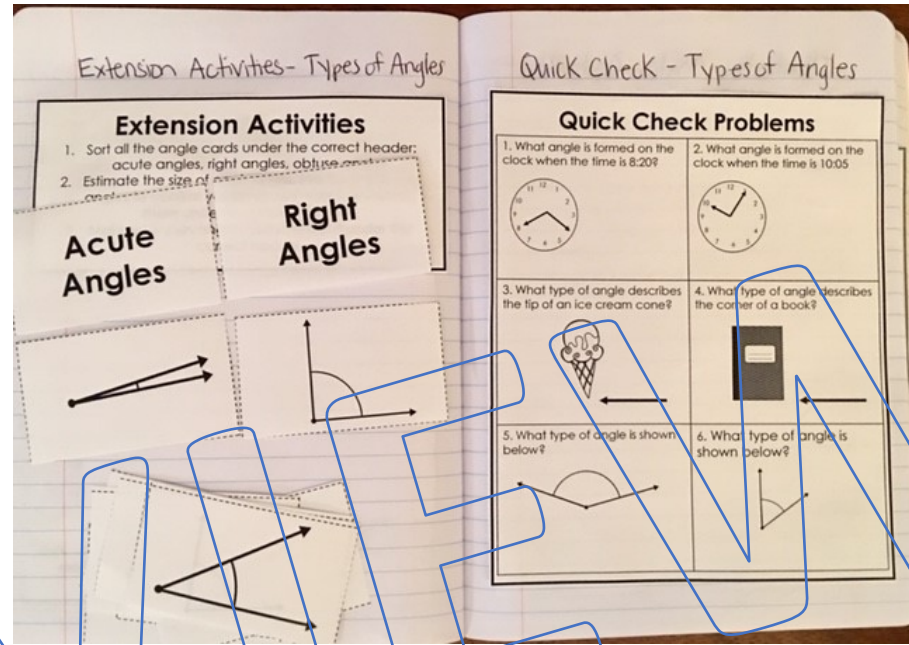 Extension Activities - Types of Angles
Extension Activities
1. Sort all the angle cards under the correct header:
acute angles, right angles, obtuse
2. Estimate the size of
Acute
Angles
Right
Angles
Quick Check - Types of Angles
Quick Check Problems
1. What angle is formed on the
clock when the time is 8:20?
2. What angle is formed on the
clock when the time is 10:05
3. What type of angle describes
the tip of an ice cream cone?
4. What type of angle describes
the corner of a book?
5. What type of angle is shown
below?
6. What type of angle is
shown below?